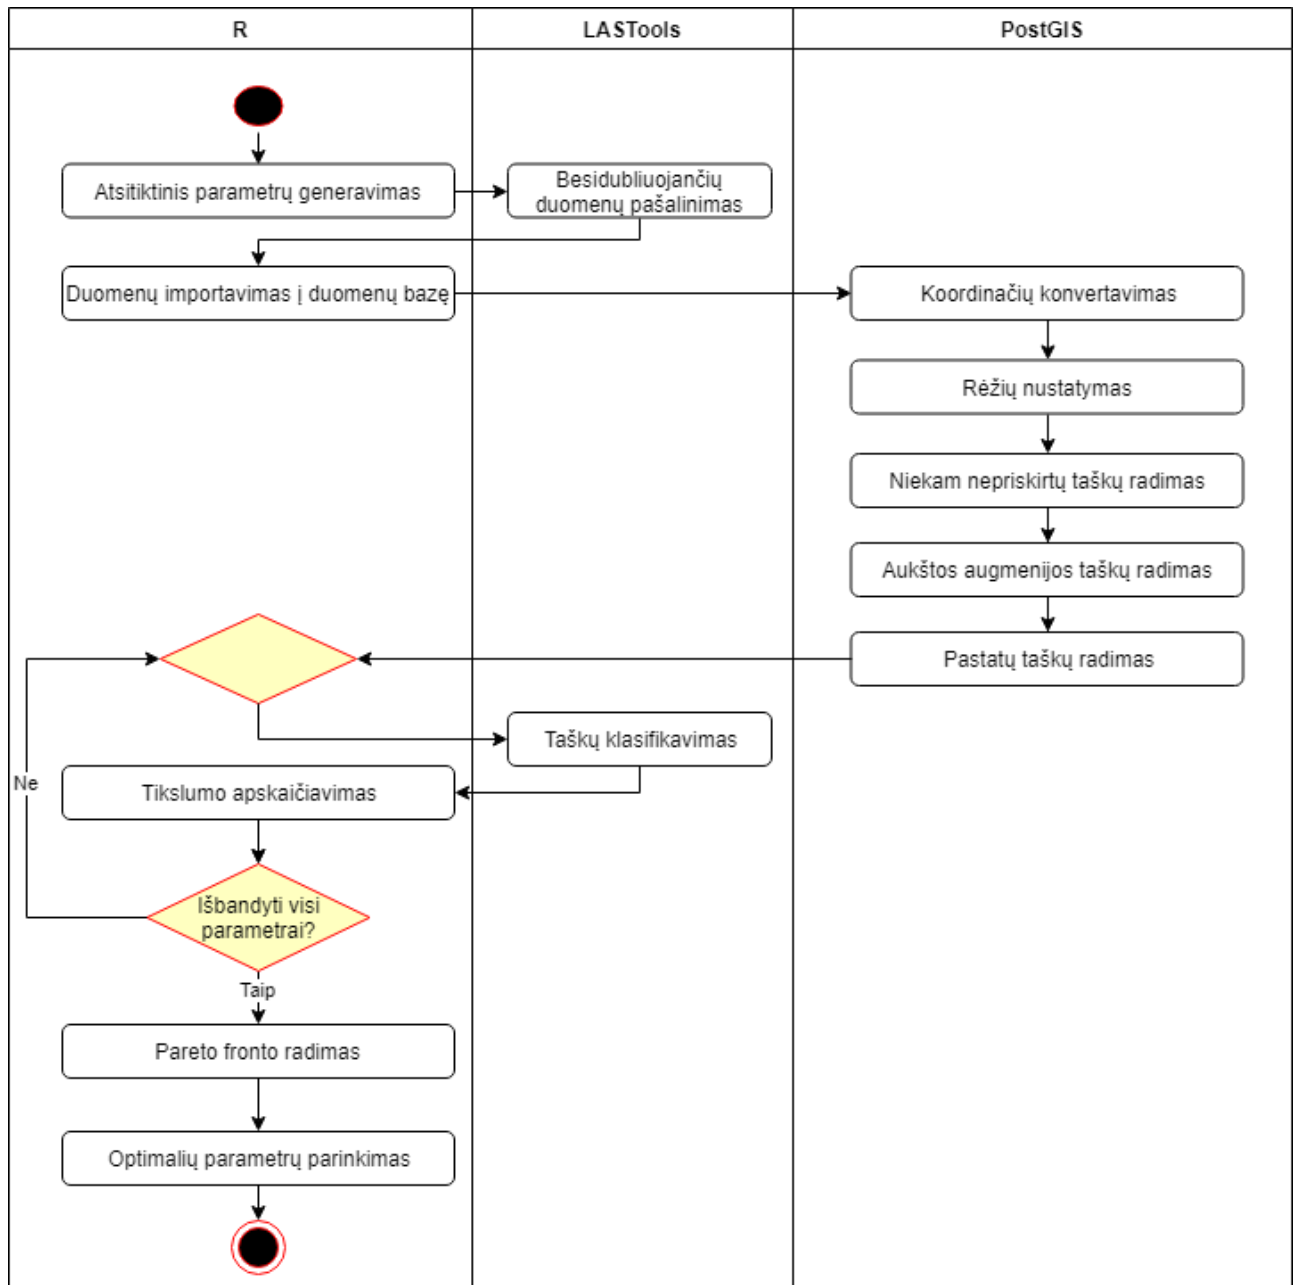 R
LASTools
PostGIS
Atsitiktinis parametrų generavimas
Besidubliuojančių
duomenų pašalinimas
Duomenų importavimas į duomenų bazę
Koordinačių konvertavimas
Rėžių nustatymas
Niekam nepriskirtų taškų radimas
Aukštos augmenijos taškų radimas
Pastatų taškų radimas
Taškų klasifikavimas
Ne
Tikslumo apskaičiavimas
Išbandyti visi
parametrai?
Taip
Pareto fronto radimas
Optimalių parametrų parinkimas